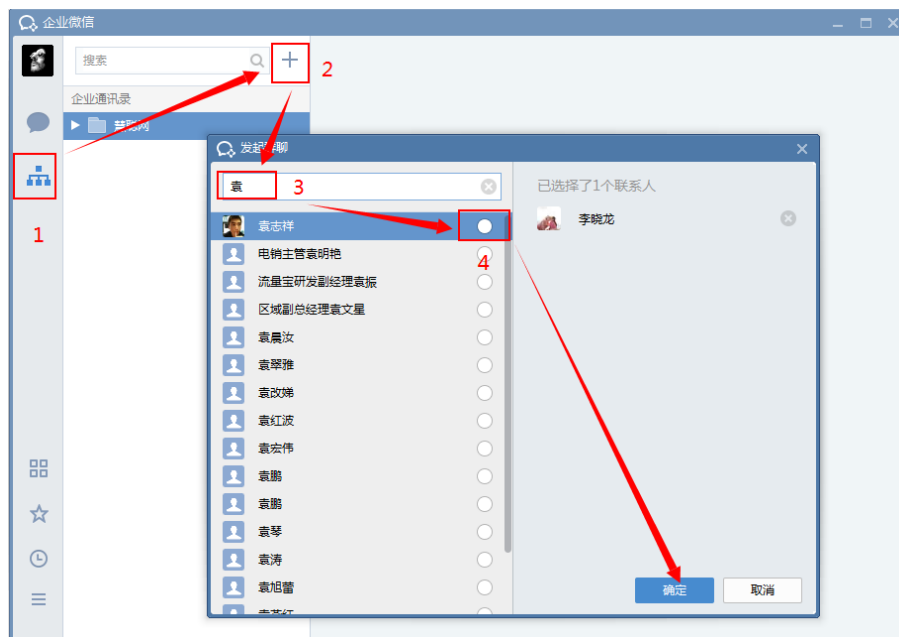 企业微信
搜索
2
企业通讯录
慧聪网
1
发起群聊
袁
3
已选择了1个联系人
袁志祥
李晓龙
电销主管袁明艳
4
流量宝研发副经理袁振
区域副总经理袁文星
袁晨汝
袁翠雅
袁改娣
袁红波
袁宏伟
袁鹏
袁鹏
袁琴
袁涛
袁旭蕾
确定
取消